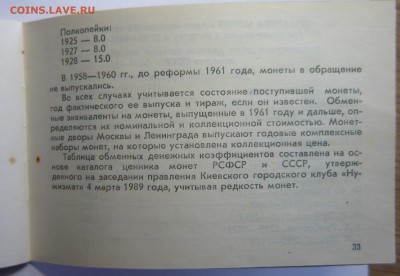 COINS.LAVE.RU
Полкопейки:
1925 — 8.0
1927 — 8.0
1928 — 15.0
В 1958—1960 гг., до реформы 1961 года, монеты в обращение
не выпускались.
Во всех случаях учитывается состояние поступившей монеты,
год фактического ее выпуска и тираж, если он известен. Обмен-
ные эквиваленты на монеты, выпущенные в 1961 году и дальше, опре-
деляются из номинальной и коллекционной стоимостью. Монет-
ные дворы Москвы и Ленинграда выпускают годовые комплексные
наборы монет, на которые установлена коллекционная цена.
Таблица обменных денежных коэффициентов составлена на ос-
нове каталога ценника монет РСФСР и СССР, утверж-
денного на заседании правления Киевского городского клуба «Ну-
мизмат» 4 марта 1989 года, учитывая редкость монет.
33